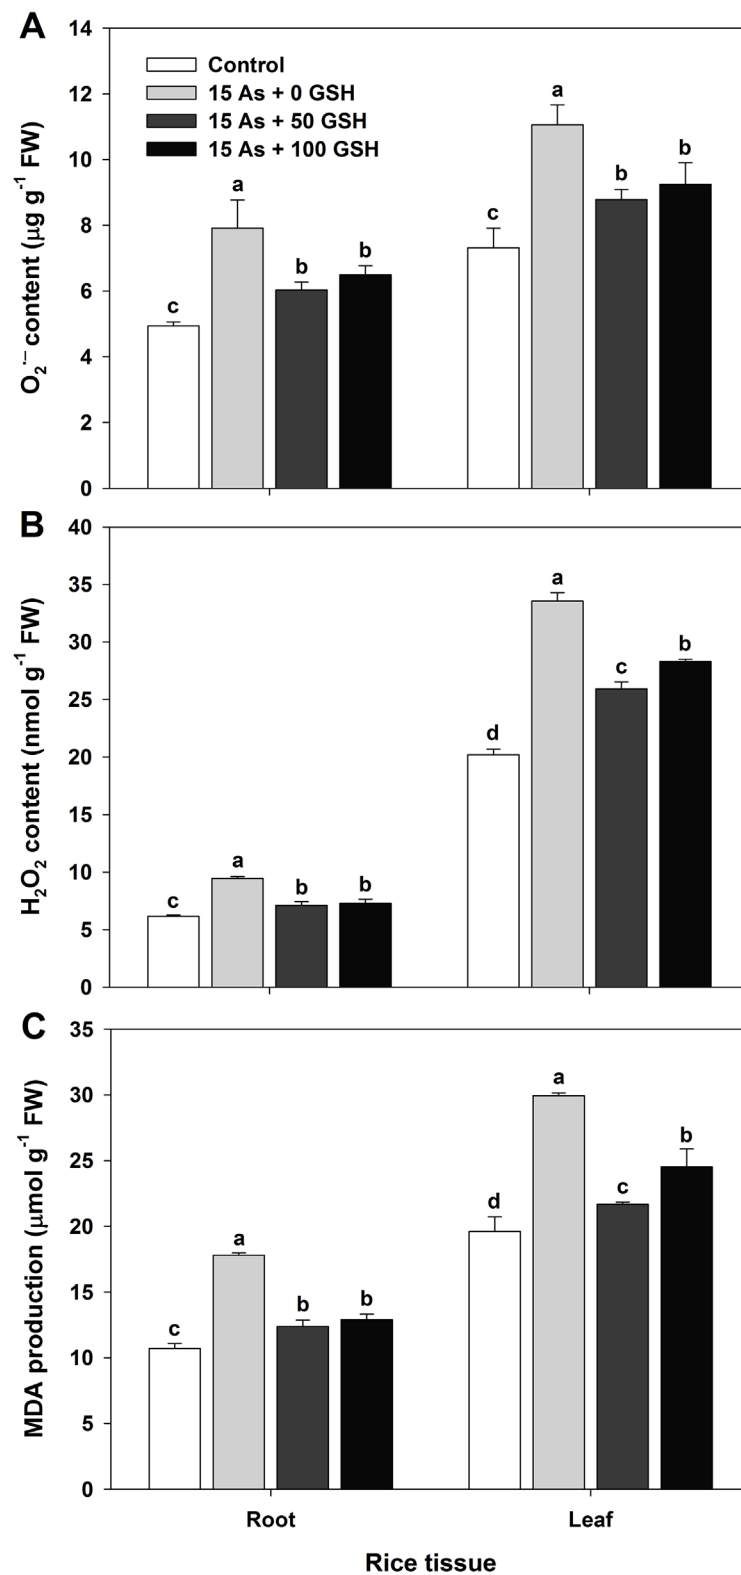 A
14
12
10
8
6
4
2
0
O₂˙⁻ content (μg g⁻¹ FW)
Control
15 As + 0 GSH
15 As + 50 GSH
15 As + 100 GSH
c
a
b
b
c
a
b
b
B
40
35
30
25
20
15
10
5
0
H₂O₂ content (nmol g⁻¹ FW)
c
a
b
b
d
a
c
b
C
35
30
25
20
15
10
5
0
MDA production (μmol g⁻¹ FW)
c
a
b
b
d
a
c
b
Root
Leaf
Rice tissue